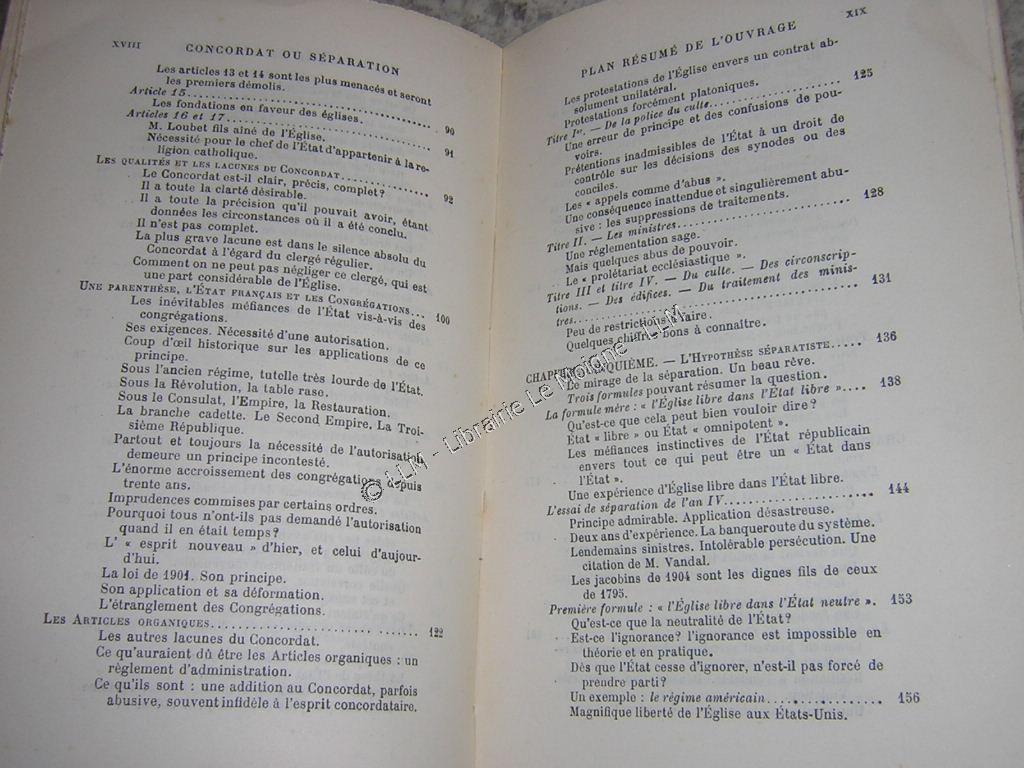 XVIII CONCORDAT OU SÉPARATION
Les articles 13 et 14 sont les plus menacés et seront
les premiers démolis.
Article 15 90
Les fondations en faveur des églises.
Articles 16 et 17 91
M. Loubet fils aîné de l'Église.
Nécessité pour le chef de l'État d'appartenir à la re-
ligion catholique.
LES QUALITÉS ET LES LACUNES DU CONCORDAT 92
Le Concordat est-il clair, précis, complet?
Il a toute la clarté désirable.
Il a toute la précision qu'il pouvait avoir, étant
données les circonstances où il a été conclu.
Il n'est pas complet.
La plus grave lacune est dans le silence absolu du
Concordat à l'égard du clergé régulier.
Comment on ne peut pas négliger ce clergé, qui est
une part considérable de l'Église.
UNE PARENTHÈSE, L'ÉTAT FRANÇAIS ET LES CONGRÉGATIONS... 100
Les inévitables méfiances de l'État vis-à-vis des
congrégations.
Ses exigences. Nécessité d'une autorisation.
Coup d'œil historique sur les applications de ce
principe.
Sous l'ancien régime, tutelle très lourde de l'État.
Sous la Révolution, la table rase.
Sous le Consulat, l'Empire, la Restauration.
La branche cadette. Le Second Empire. La Troi-
sième République.
Partout et toujours la nécessité de l'autorisation
demeure un principe incontesté.
L'énorme accroissement des congrégations depuis
trente ans.
Imprudences commises par certains ordres.
Pourquoi tous n'ont-ils pas demandé l'autorisation
quand il en était temps?
L' « esprit nouveau » d'hier, et celui d'aujour-
d'hui.
La loi de 1901. Son principe.
Son application et sa déformation.
L'étranglement des Congrégations.
LES ARTICLES ORGANIQUES 122
Les autres lacunes du Concordat.
Ce qu'auraient dû être les Articles organiques : un
règlement d'administration.
Ce qu'ils sont : une addition au Concordat, parfois
abusive, souvent infidèle à l'esprit concordataire.
PLAN RÉSUMÉ DE L'OUVRAGE XIX
Les protestations de l'Église envers un contrat ab-
solument unilatéral.
Protestations forcément platoniques.
Titre Ier. — De la police du culte 125
Une erreur de principe et des confusions de pou-
voirs.
Prétentions inadmissibles de l'État à un droit de
contrôle sur les décisions des synodes ou des
conciles.
Les « appels comme d'abus ».
Une conséquence inattendue et singulièrement abu-
sive : les suppressions de traitements.
Titre II. — Les ministres 128
Une réglementation sage.
Mais quelques abus de pouvoir.
Le « prolétariat ecclésiastique ».
Titre III et titre IV. — Du culte. — Des circonscrip-
tions. — Des édifices. — Du traitement des minis-
tres 131
Peu de restrictions à faire.
Quelques chiffres bons à connaître.
CHAPITRE CINQUIÈME. — L'HYPOTHÈSE SÉPARATISTE..... 136
Le mirage de la séparation. Un beau rêve.
Trois formules pouvant résumer la question.
La formule mère : « l'Église libre dans l'État libre ».... 138
Qu'est-ce que cela peut bien vouloir dire?
État « libre » ou État « omnipotent ».
Les méfiances instinctives de l'État républicain
envers tout ce qui peut être un « État dans
l'État ».
Une expérience d'Église libre dans l'État libre.
L'essai de séparation de l'an IV 144
Principe admirable. Application désastreuse.
Deux ans d'expérience. La banqueroute du système.
Lendemains sinistres. Intolérable persécution. Une
citation de M. Vandal.
Les jacobins de 1904 sont les dignes fils de ceux
de 1795.
Première formule : « l'Église libre dans l'État neutre ». 153
Qu'est-ce que la neutralité de l'État?
Est-ce l'ignorance? l'ignorance est impossible en
théorie et en pratique.
Dès que l'État cesse d'ignorer, n'est-il pas forcé de
prendre parti?
Un exemple : le régime américain 156
Magnifique liberté de l'Église aux États-Unis.
© LLM - Librairie Le Moigne - LLM